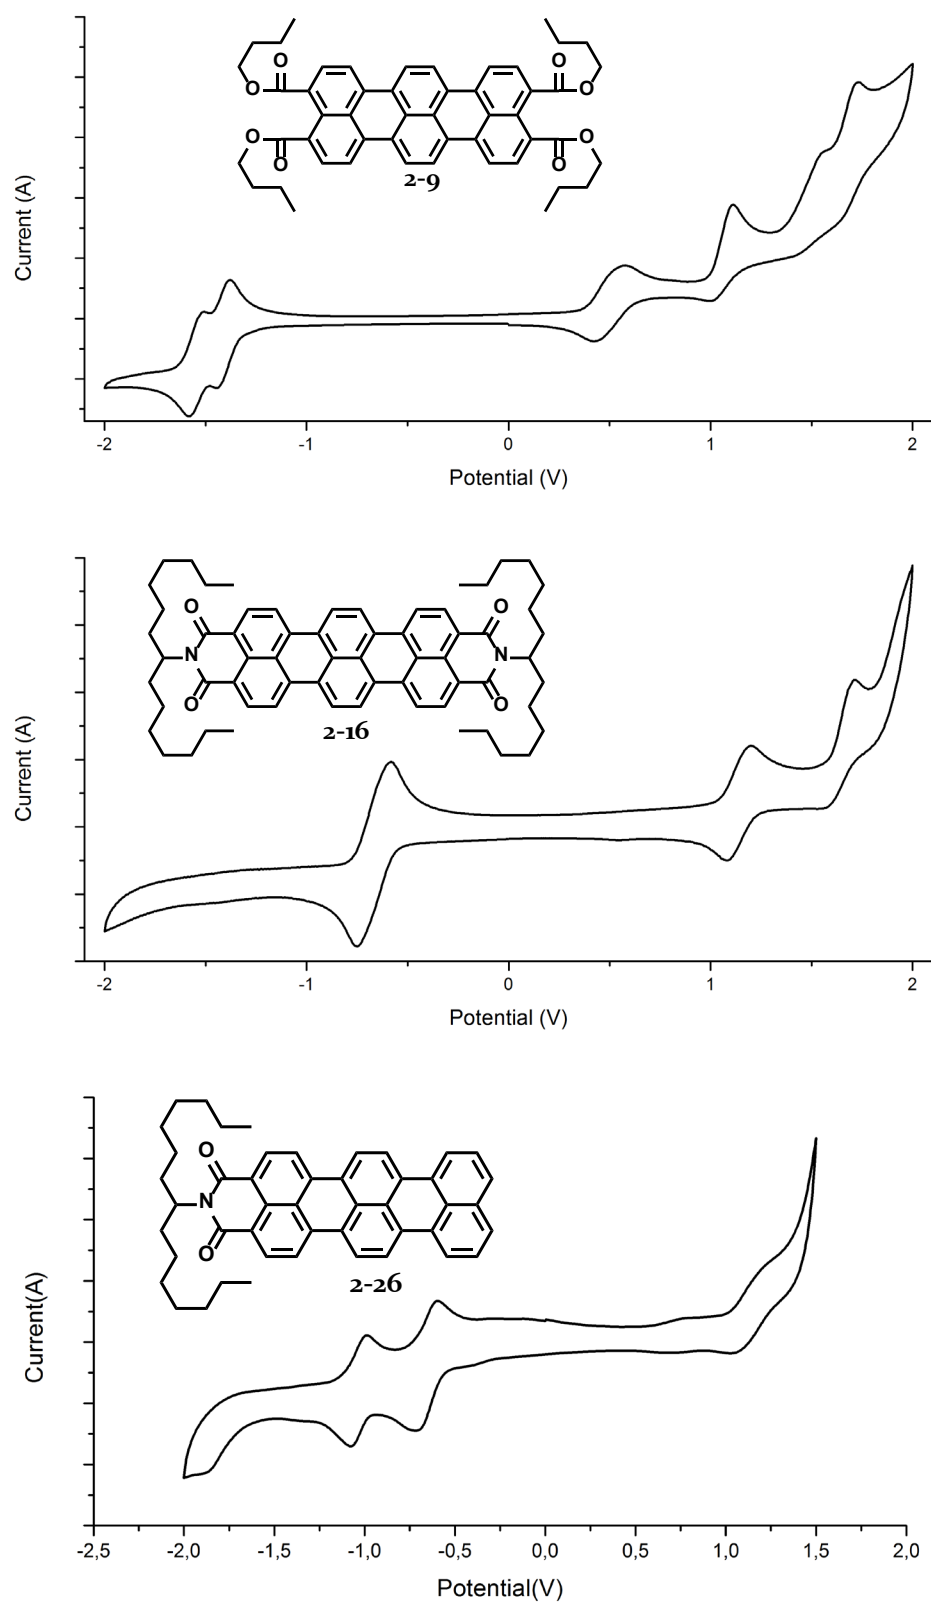 O O
O O
O O
O O
2-9
Current (A)
-2 -1 0 1 2
Potential (V)
O O
N N
O O
2-16
Current (A)
-2 -1 0 1 2
Potential (V)
O
N
O
2-26
Current(A)
-2,5 -2,0 -1,5 -1,0 -0,5 0,0 0,5 1,0 1,5 2,0
Potential(V)